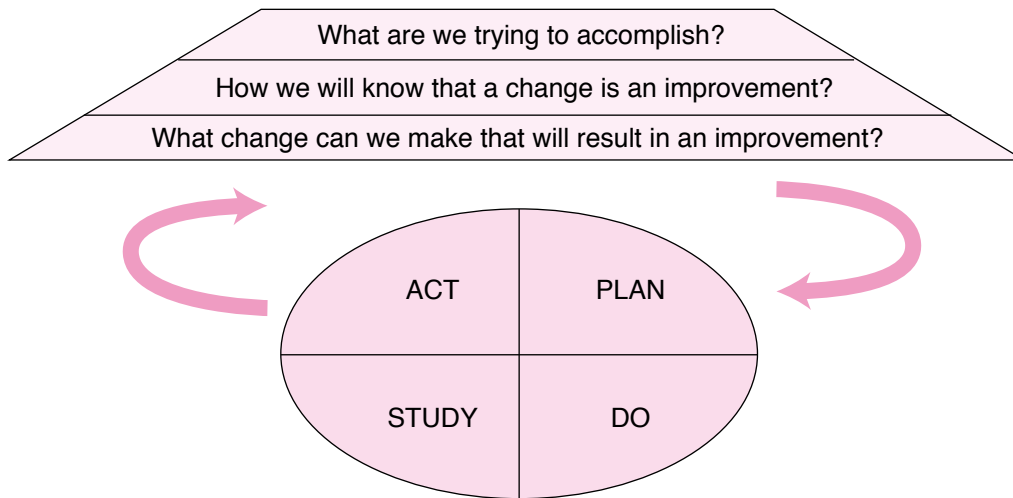 What are we trying to accomplish?
How we will know that a change is an improvement?
What change can we make that will result in an improvement?
ACT
PLAN
STUDY
DO